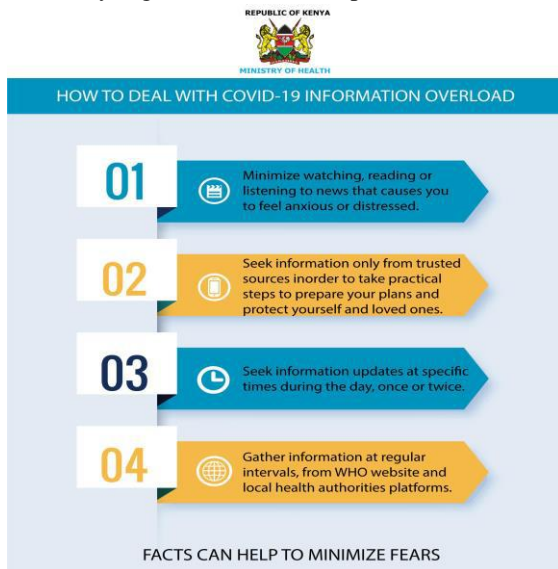 REPUBLIC OF KENYA
MINISTRY OF HEALTH
HOW TO DEAL WITH COVID-19 INFORMATION OVERLOAD
01
Minimize watching, reading or
listening to news that causes you
to feel anxious or distressed.
02
Seek information only from trusted
sources inorder to take practical
steps to prepare your plans and
protect yourself and loved ones.
03
Seek information updates at specific
times during the day, once or twice.
04
Gather information at regular
intervals, from WHO website and
local health authorities platforms.
FACTS CAN HELP TO MINIMIZE FEARS